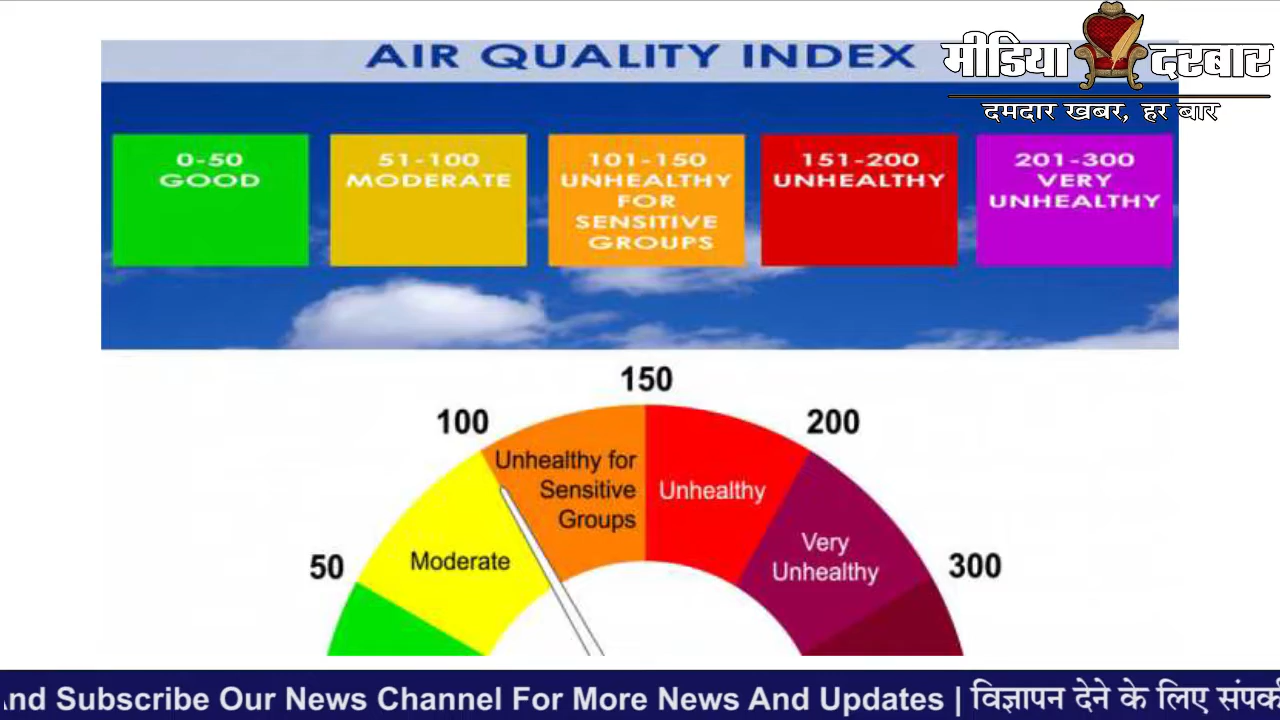 AIR QUALITY INDEX
मीडिया दरबार
दमदार खबर, हर बार
0-50
GOOD
51-100
MODERATE
101-150
UNHEALTHY
FOR
SENSITIVE
GROUPS
151-200
UNHEALTHY
201-300
VERY
UNHEALTHY
150
100
200
Unhealthy for
Sensitive
Groups
Unhealthy
Moderate
Very
Unhealthy
50
300
And Subscribe Our News Channel For More News And Updates | विज्ञापन देने के लिए संपर्क